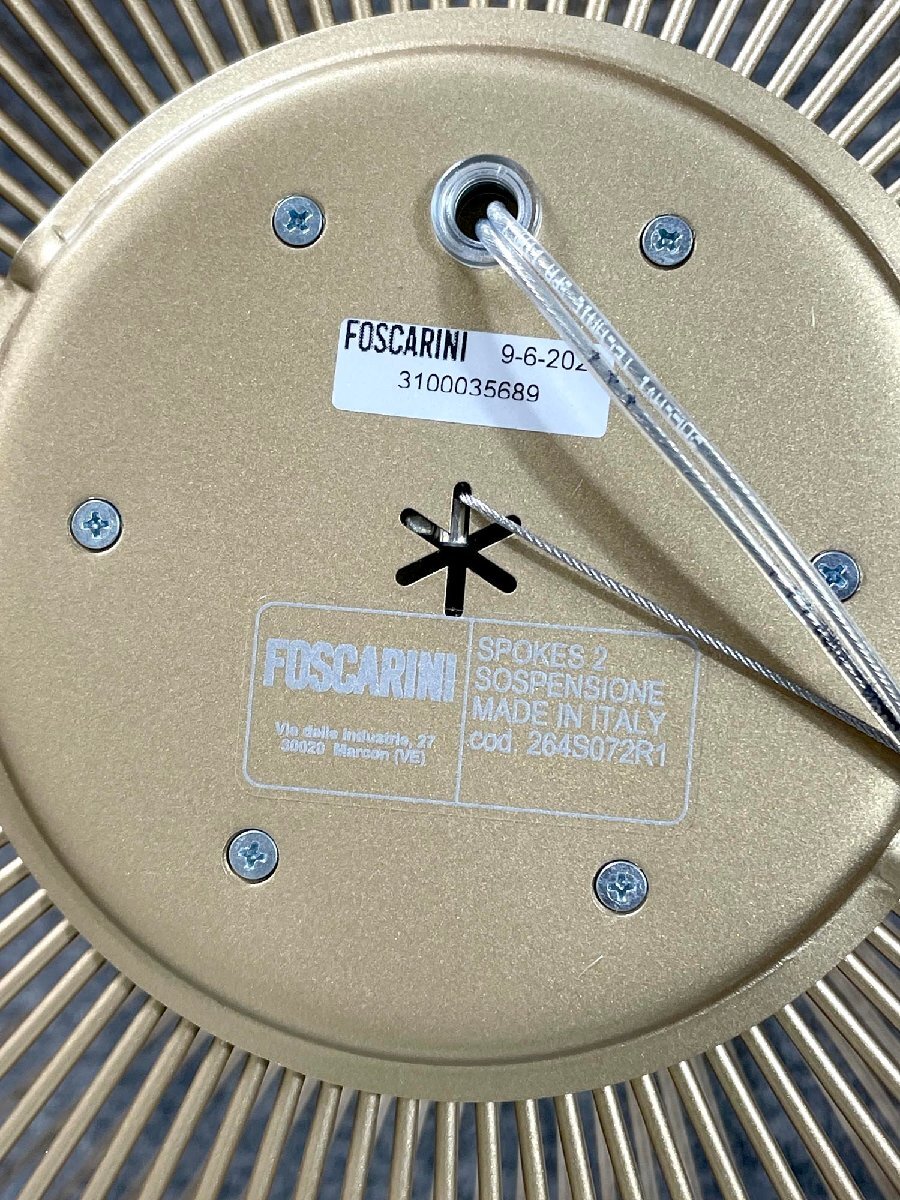 FOSCARINI 9-6-202
3100035689
FOSCARINI
Via delle Industrie, 27
30020 Marcon (VE)
SPOKES 2
SOSPENSIONE
MADE IN ITALY
cod. 264S072R1